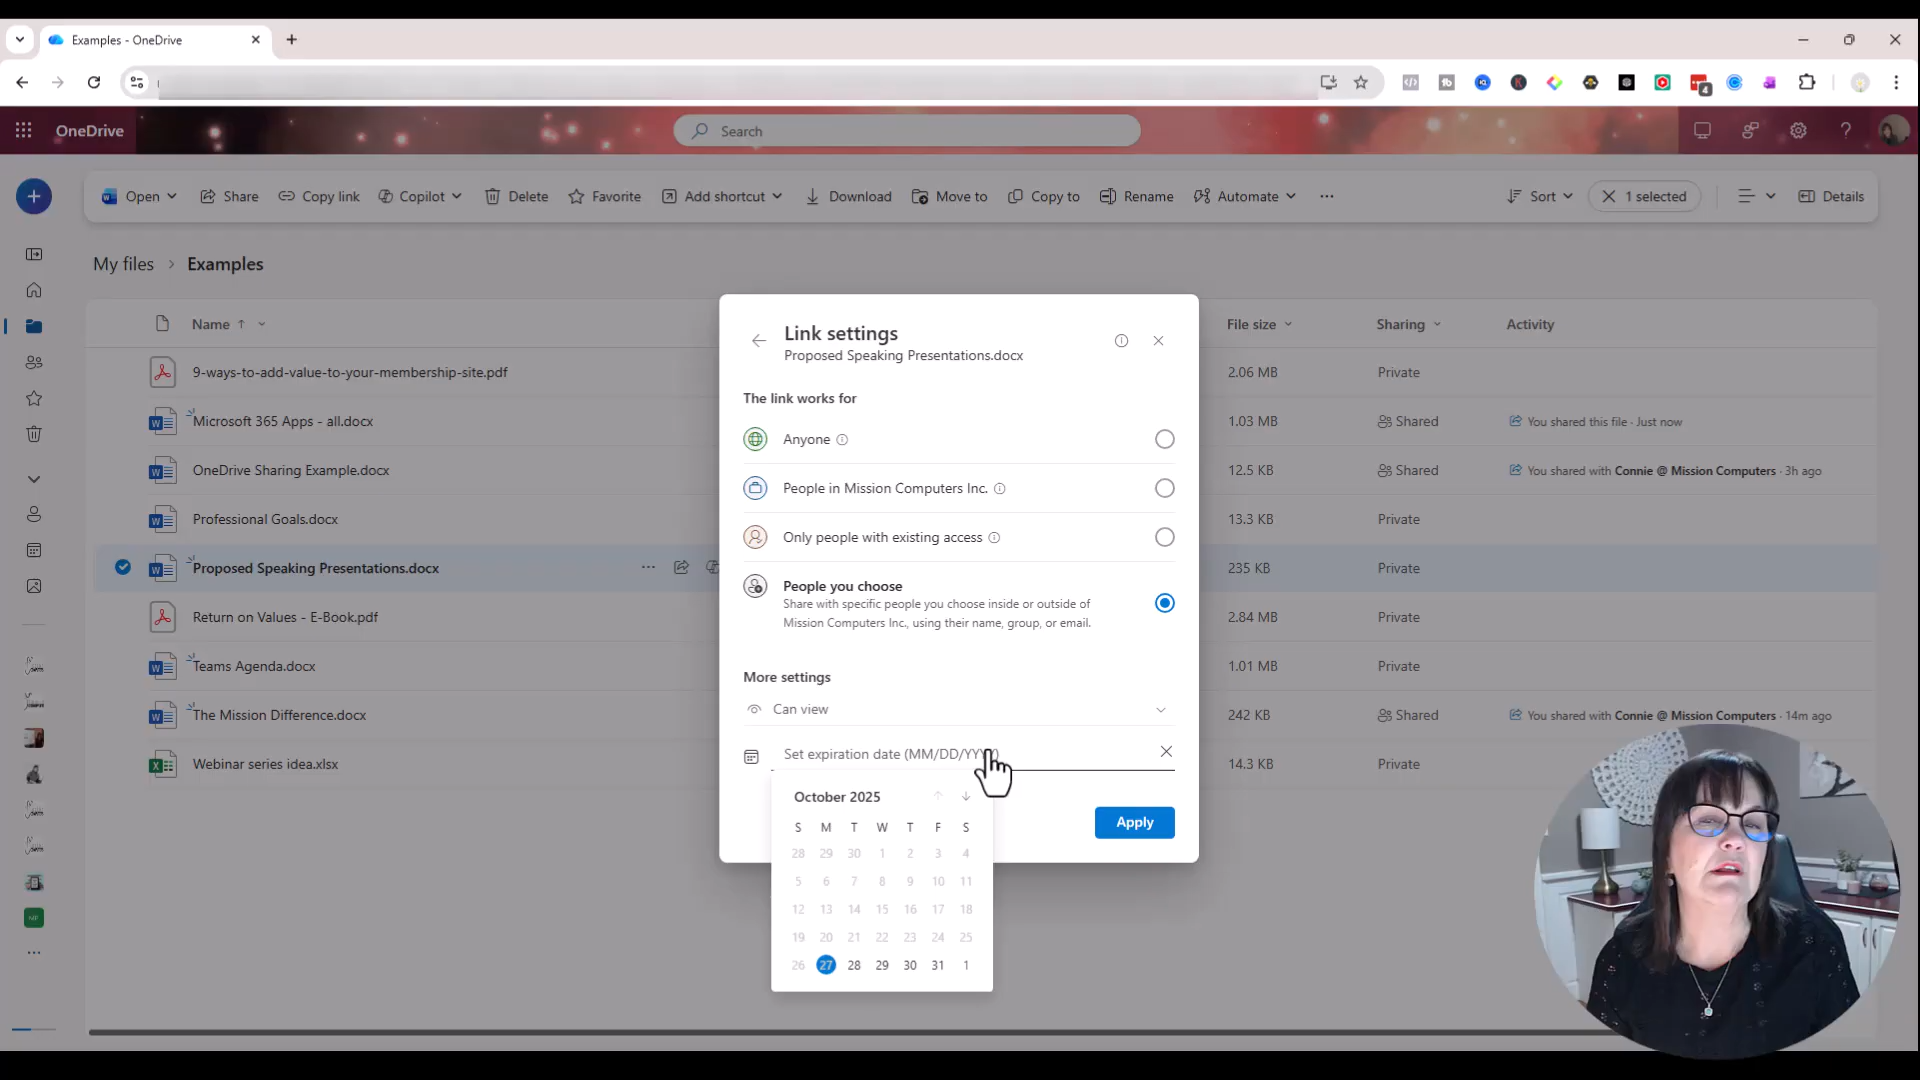 Examples - OneDrive
4
OneDrive
Search
Open
Share
Copy link
Copilot
Delete
Favorite
Add shortcut
Download
Move to
Copy to
Rename
Automate
Sort
1 selected
Details
My files > Examples
Name
File size
Sharing
Activity
9-ways-to-add-value-to-your-membership-site.pdf
2.06 MB
Private
Microsoft 365 Apps - all.docx
1.03 MB
Shared
You shared this file · Just now
OneDrive Sharing Example.docx
12.5 KB
Shared
You shared with Connie @ Mission Computers · 3h ago
Professional Goals.docx
13.3 KB
Private
Proposed Speaking Presentations.docx
235 KB
Private
Return on Values - E-Book.pdf
2.84 MB
Private
Teams Agenda.docx
1.01 MB
Private
The Mission Difference.docx
242 KB
Shared
You shared with Connie @ Mission Computers · 14m ago
Webinar series idea.xlsx
14.3 KB
Private
Link settings
Proposed Speaking Presentations.docx
The link works for
Anyone
People in Mission Computers Inc.
Only people with existing access
People you choose
Share with specific people you choose inside or outside of
Mission Computers Inc., using their name, group, or email.
More settings
Can view
Set expiration date (MM/DD/YYYY)
October 2025
S M T W T F S
28 29 30 1 2 3 4
5 6 7 8 9 10 11
12 13 14 15 16 17 18
19 20 21 22 23 24 25
26 27 28 29 30 31 1
Apply